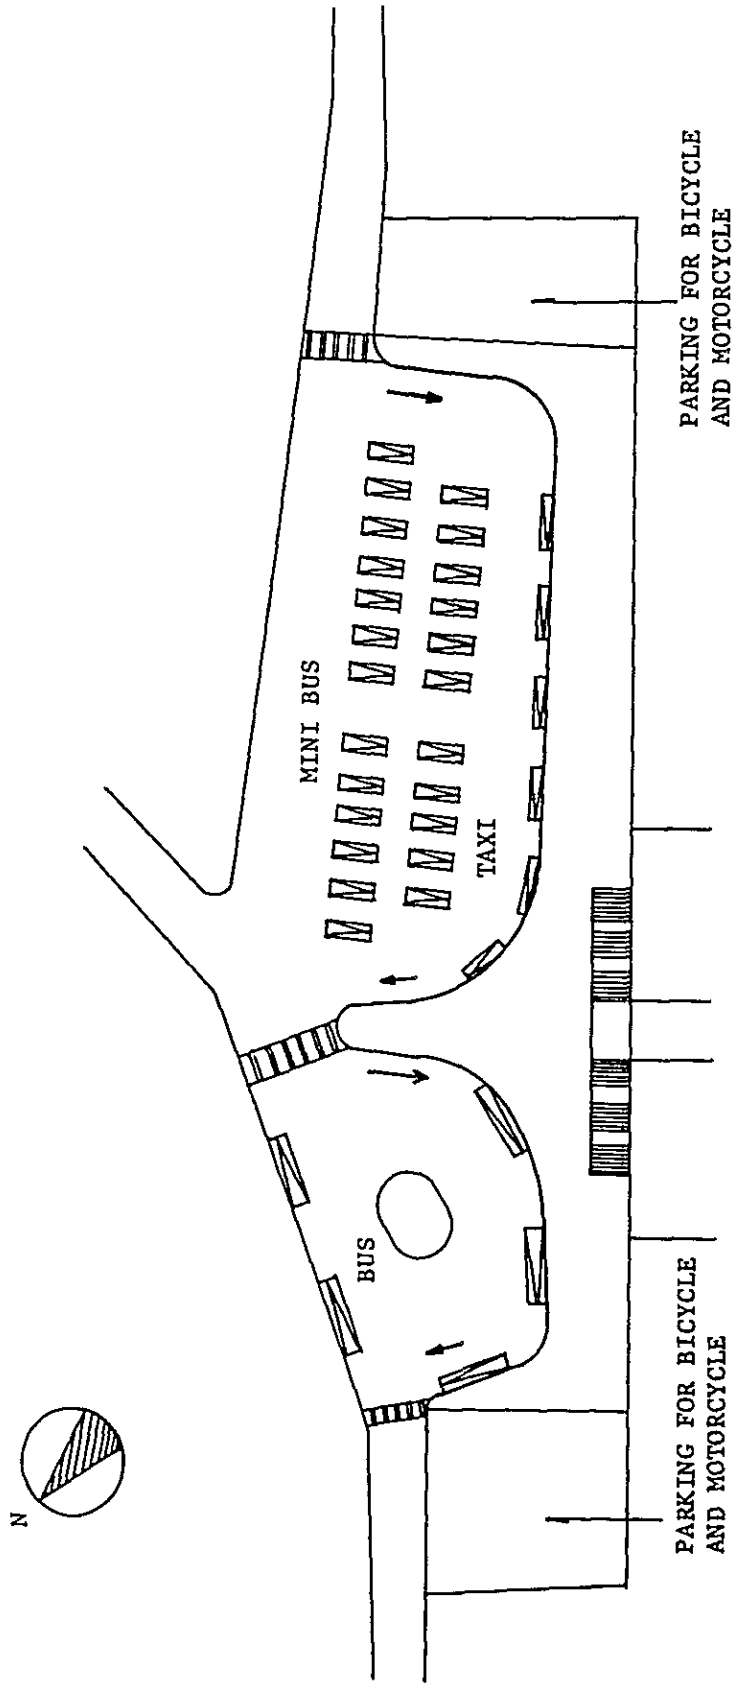 N
PARKING FOR BICYCLE
AND MOTORCYCLE
BUS
MINI BUS
TAXI
PARKING FOR BICYCLE
AND MOTORCYCLE